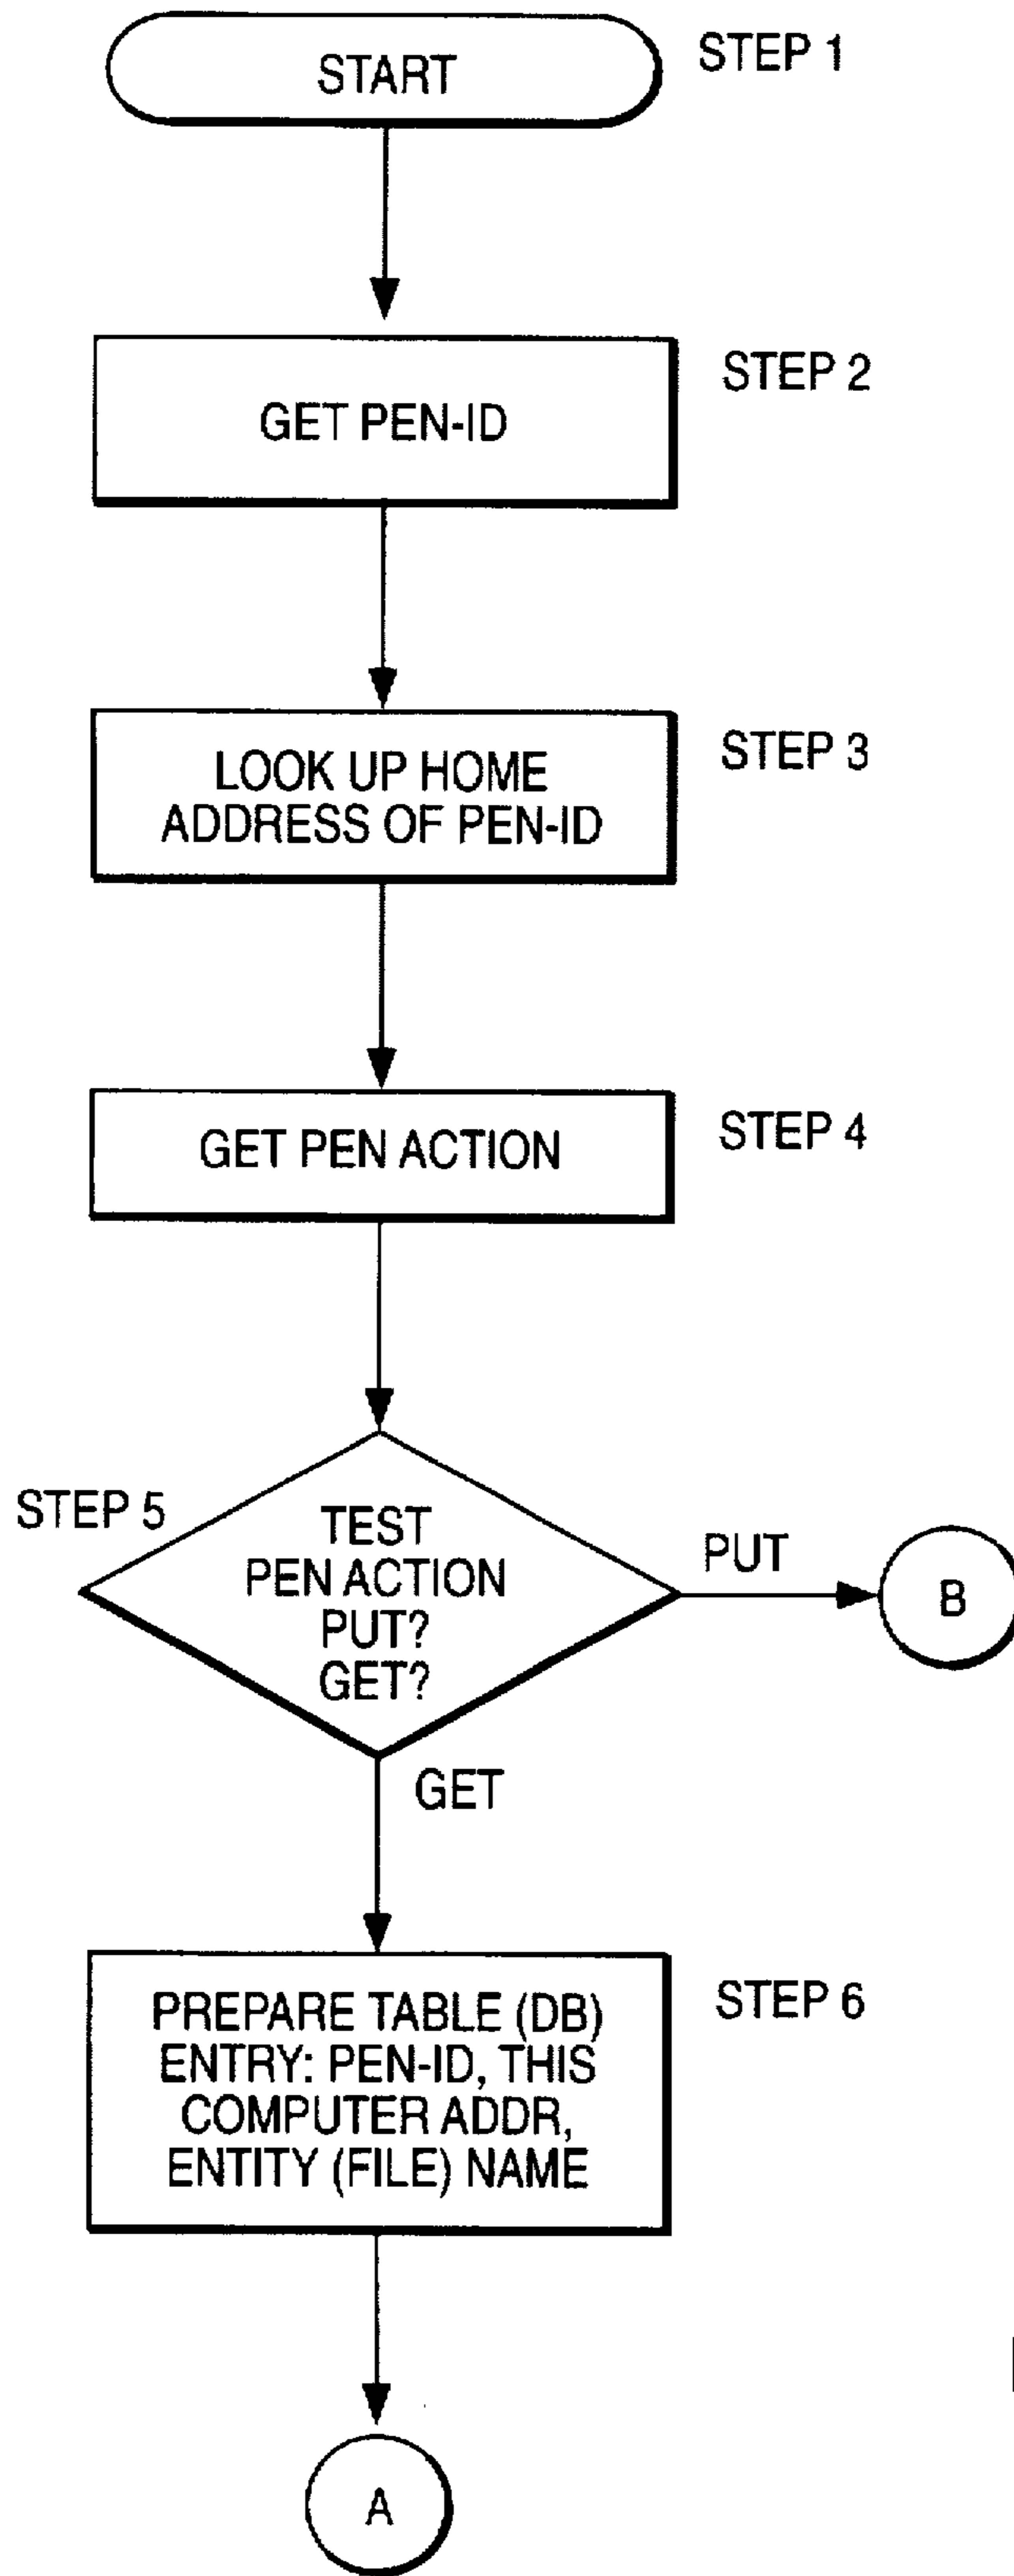 START
STEP 1
GET PEN-ID
STEP 2
LOOK UP HOME
ADDRESS OF PEN-ID
STEP 3
GET PEN ACTION
STEP 4
STEP 5
TEST
PEN ACTION
PUT?
GET?
PUT
B
GET
PREPARE TABLE (DB)
ENTRY: PEN-ID, THIS
COMPUTER ADDR,
ENTITY (FILE) NAME
STEP 6
A